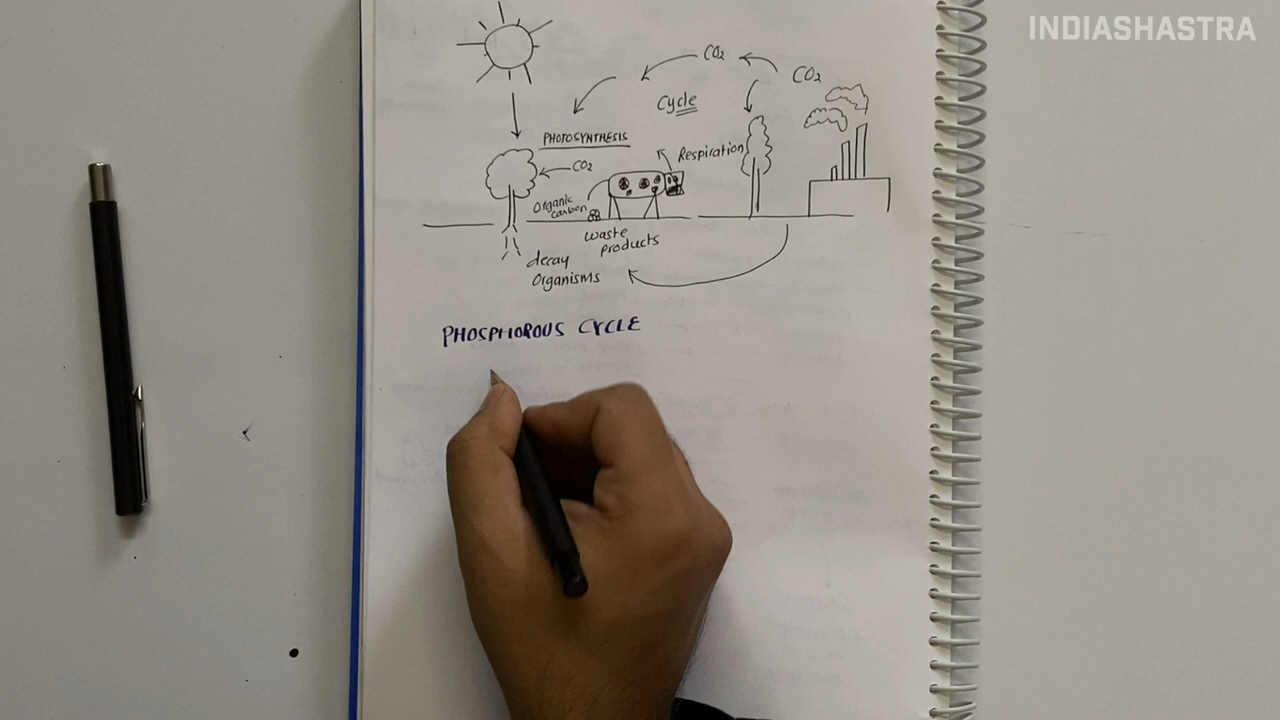 INDIASHASTRA
CO2
CO2
Cycle
PHOTOSYNTHESIS
CO2
Respiration
Organic
carbon
waste
products
decay
Organisms
PHOSPHOROUS CYCLE